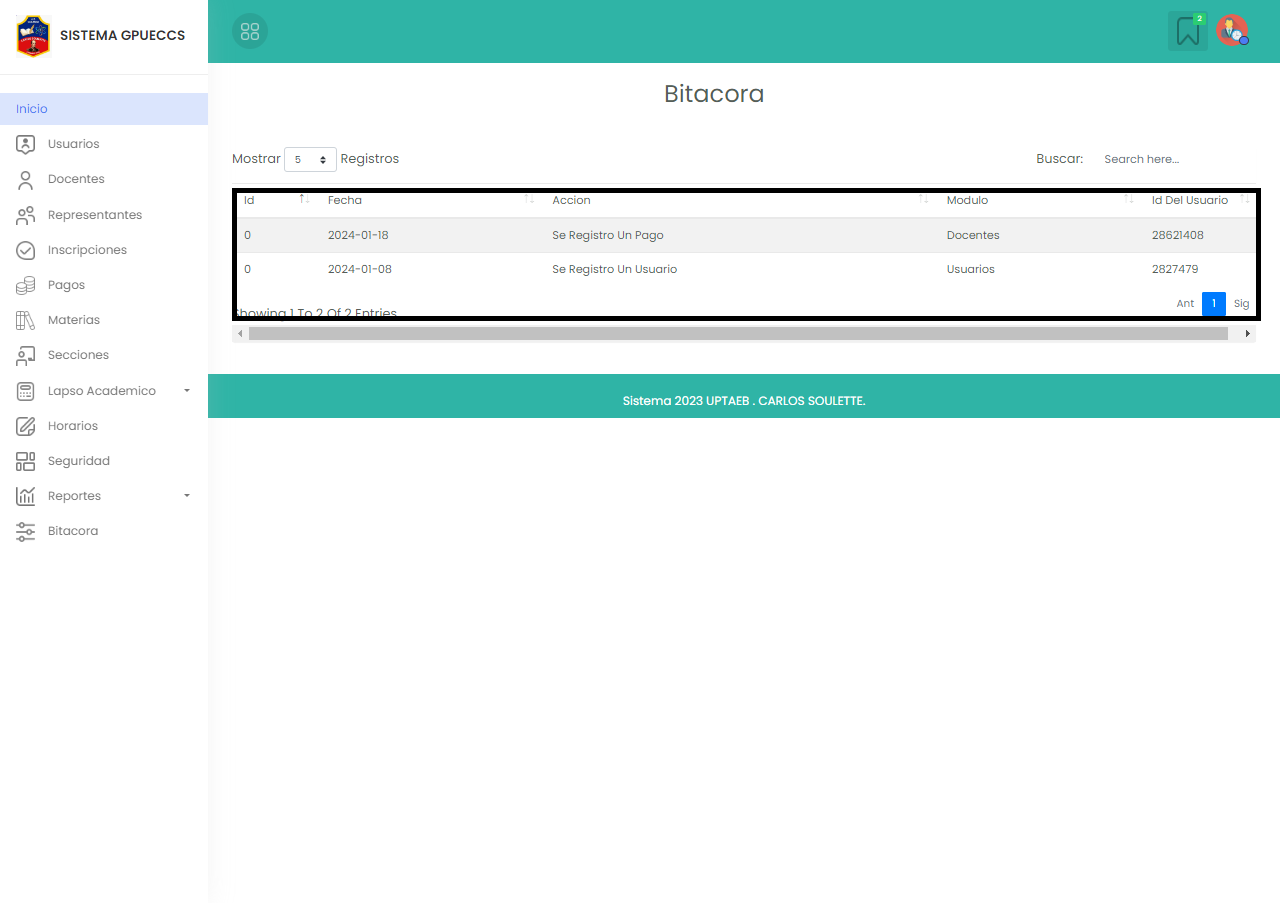 SISTEMA GPUECCS
2
Inicio
Usuarios
Docentes
Representantes
Inscripciones
Pagos
Materias
Secciones
Lapso Academico
Horarios
Seguridad
Reportes
Bitacora
Bitacora
Mostrar 5 Registros
Buscar: Search here...
Id Fecha Accion Modulo Id Del Usuario
0 2024-01-18 Se Registro Un Pago Docentes 28621408
0 2024-01-08 Se Registro Un Usuario Usuarios 2827479
Showing 1 To 2 Of 2 Entries
Ant 1 Sig
Sistema 2023 UPTAEB . CARLOS SOULETTE.